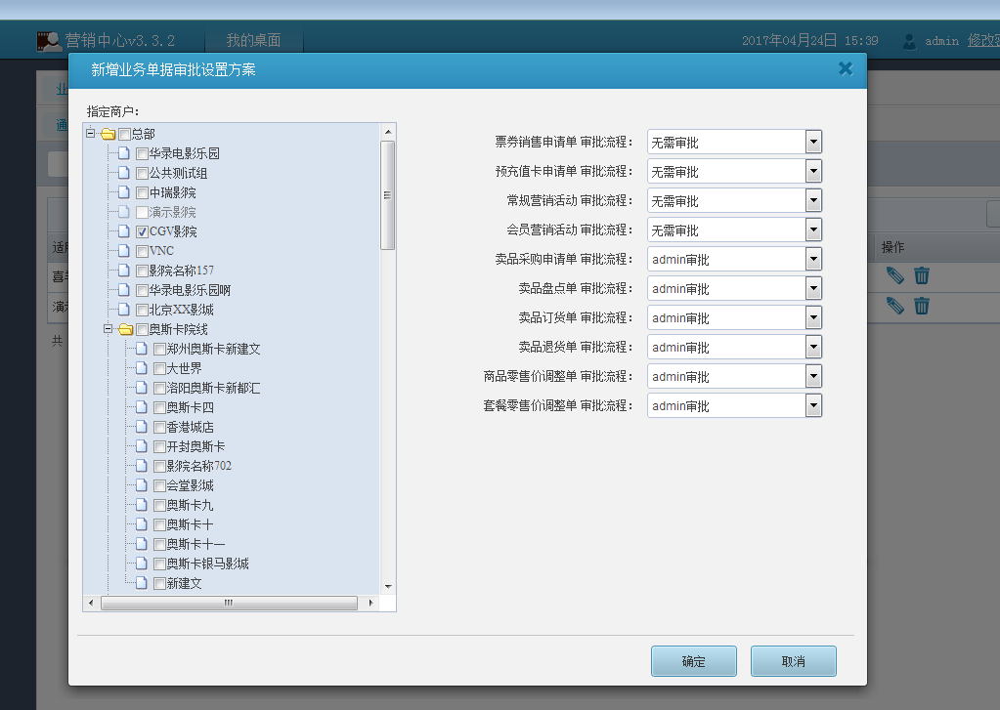 营销中心v3.3.2
我的桌面
2017年04月24日 15:39
admin
新增业务单据审批设置方案
指定商户:
总部
华录电影乐园
公共测试组
中瑞影院
演示影院
CGV影院
VNC
影院名称157
华录电影乐园啊
北京XX影城
奥斯卡院线
郑州奥斯卡新建文
大世界
洛阳奥斯卡新都汇
奥斯卡四
香港城店
开封奥斯卡
影院名称702
会堂影城
奥斯卡九
奥斯卡十
奥斯卡十一
奥斯卡银马影城
新建文
票券销售申请单 审批流程: 无需审批
预充值卡申请单 审批流程: 无需审批
常规营销活动 审批流程: 无需审批
会员营销活动 审批流程: 无需审批
卖品采购申请单 审批流程: admin审批
卖品盘点单 审批流程: admin审批
卖品订货单 审批流程: admin审批
卖品退货单 审批流程: admin审批
商品零售价调整单 审批流程: admin审批
套餐零售价调整单 审批流程: admin审批
操作
共
确定
取消